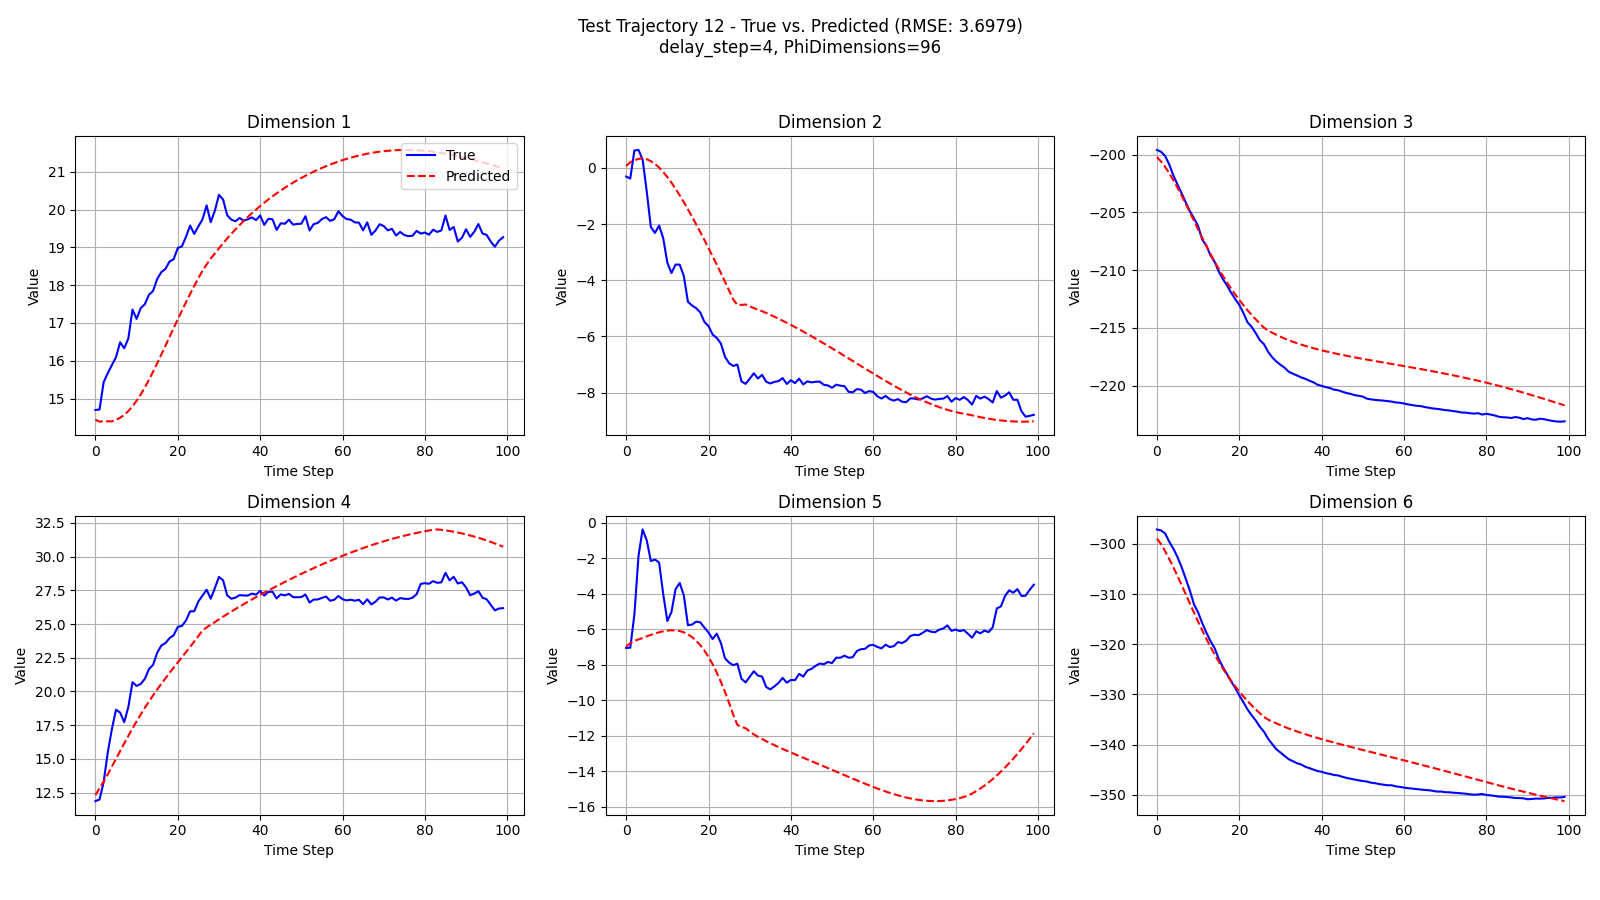 Test Trajectory 12 - True vs. Predicted (RMSE: 3.6979)
delay_step=4, PhiDimensions=96
Dimension 1
21
20
19
18
17
16
15
Value
0 20 40 60 80 100
Time Step
True
Predicted
Dimension 2
0
−2
−4
−6
−8
Value
0 20 40 60 80 100
Time Step
Dimension 3
−200
−205
−210
−215
−220
Value
0 20 40 60 80 100
Time Step
Dimension 4
32.5
30.0
27.5
25.0
22.5
20.0
17.5
15.0
12.5
Value
0 20 40 60 80 100
Time Step
Dimension 5
0
−2
−4
−6
−8
−10
−12
−14
−16
Value
0 20 40 60 80 100
Time Step
Dimension 6
−300
−310
−320
−330
−340
−350
Value
0 20 40 60 80 100
Time Step